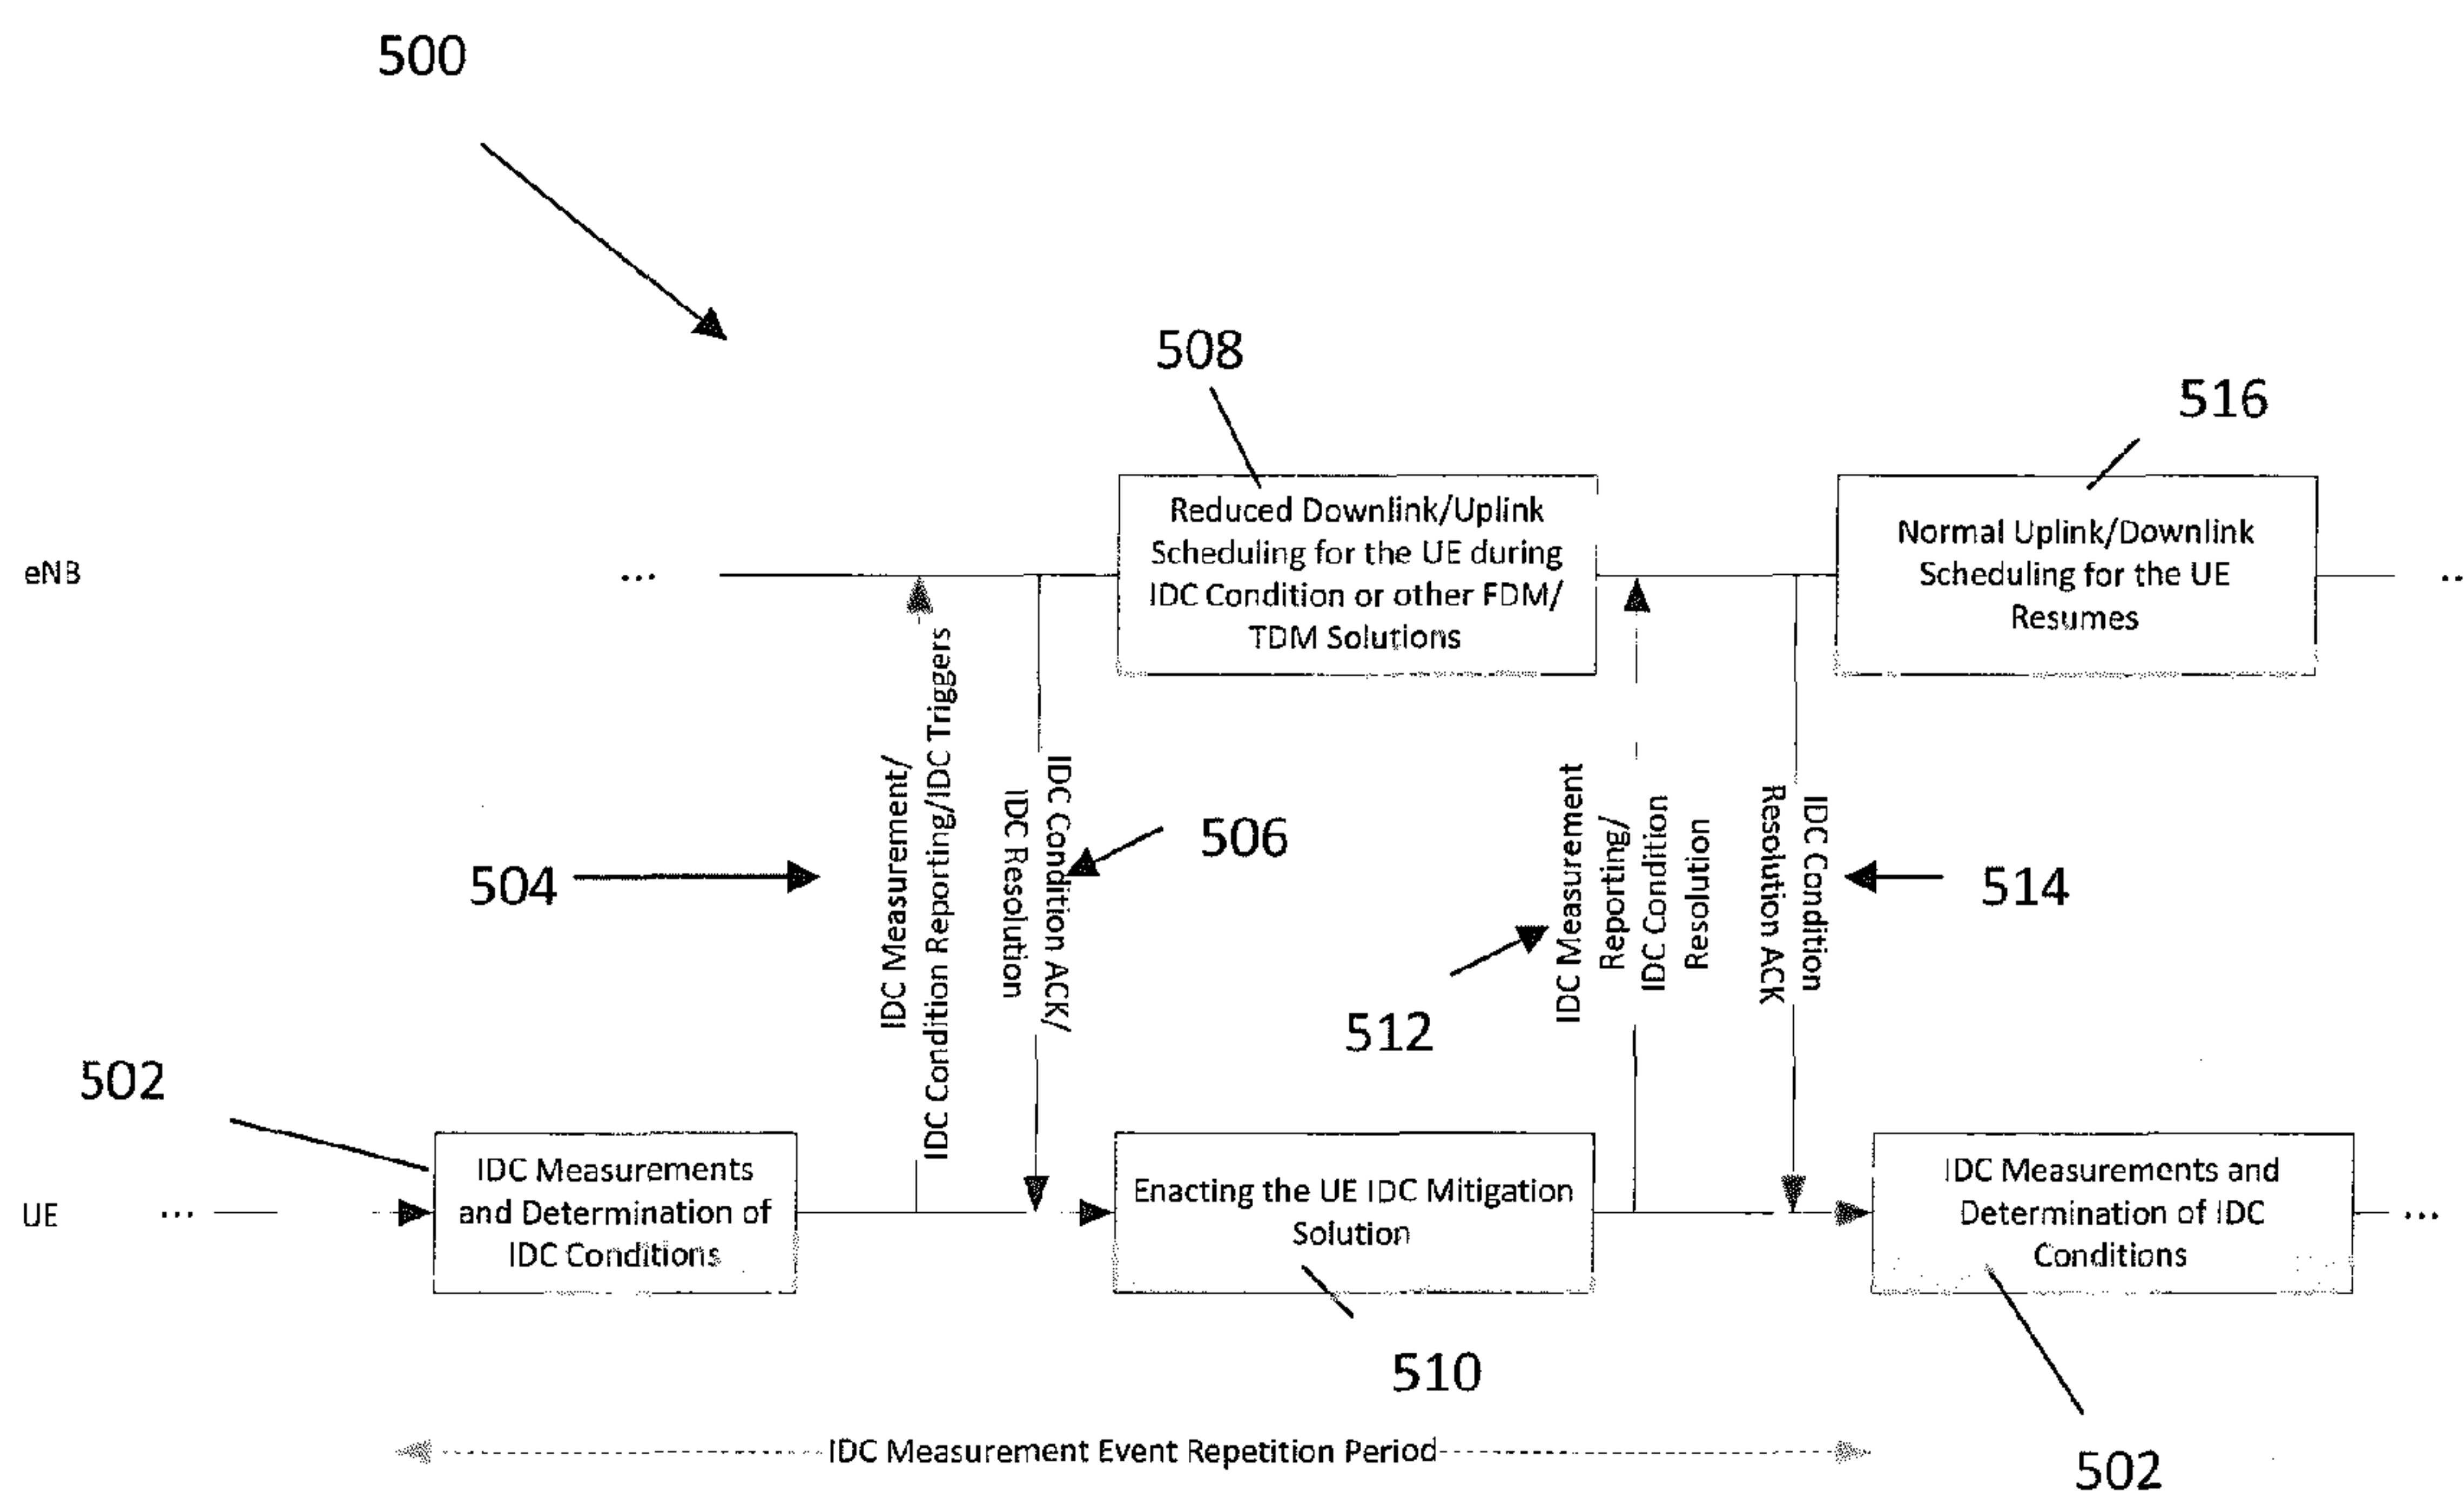 500
508
516
Reduced Downlink/Uplink
Scheduling for the UE during
IDC Condition or other FDM/
TDM Solutions
Normal Uplink/Downlink
Scheduling for the UE
Resumes
eNB
...
..
IDC Measurement/
IDC Condition Reporting/IDC Triggers
IDC Condition ACK/
IDC Resolution
IDC Measurement
Reporting/
IDC Condition
Resolution
IDC Condition
Resolution ACK
504
506
512
514
502
UE
...
IDC Measurements
and Determination of
IDC Conditions
Enacting the UE IDC Mitigation
Solution
IDC Measurements and
Determination of IDC
Conditions
...
510
IDC Measurement Event Repetition Period
502